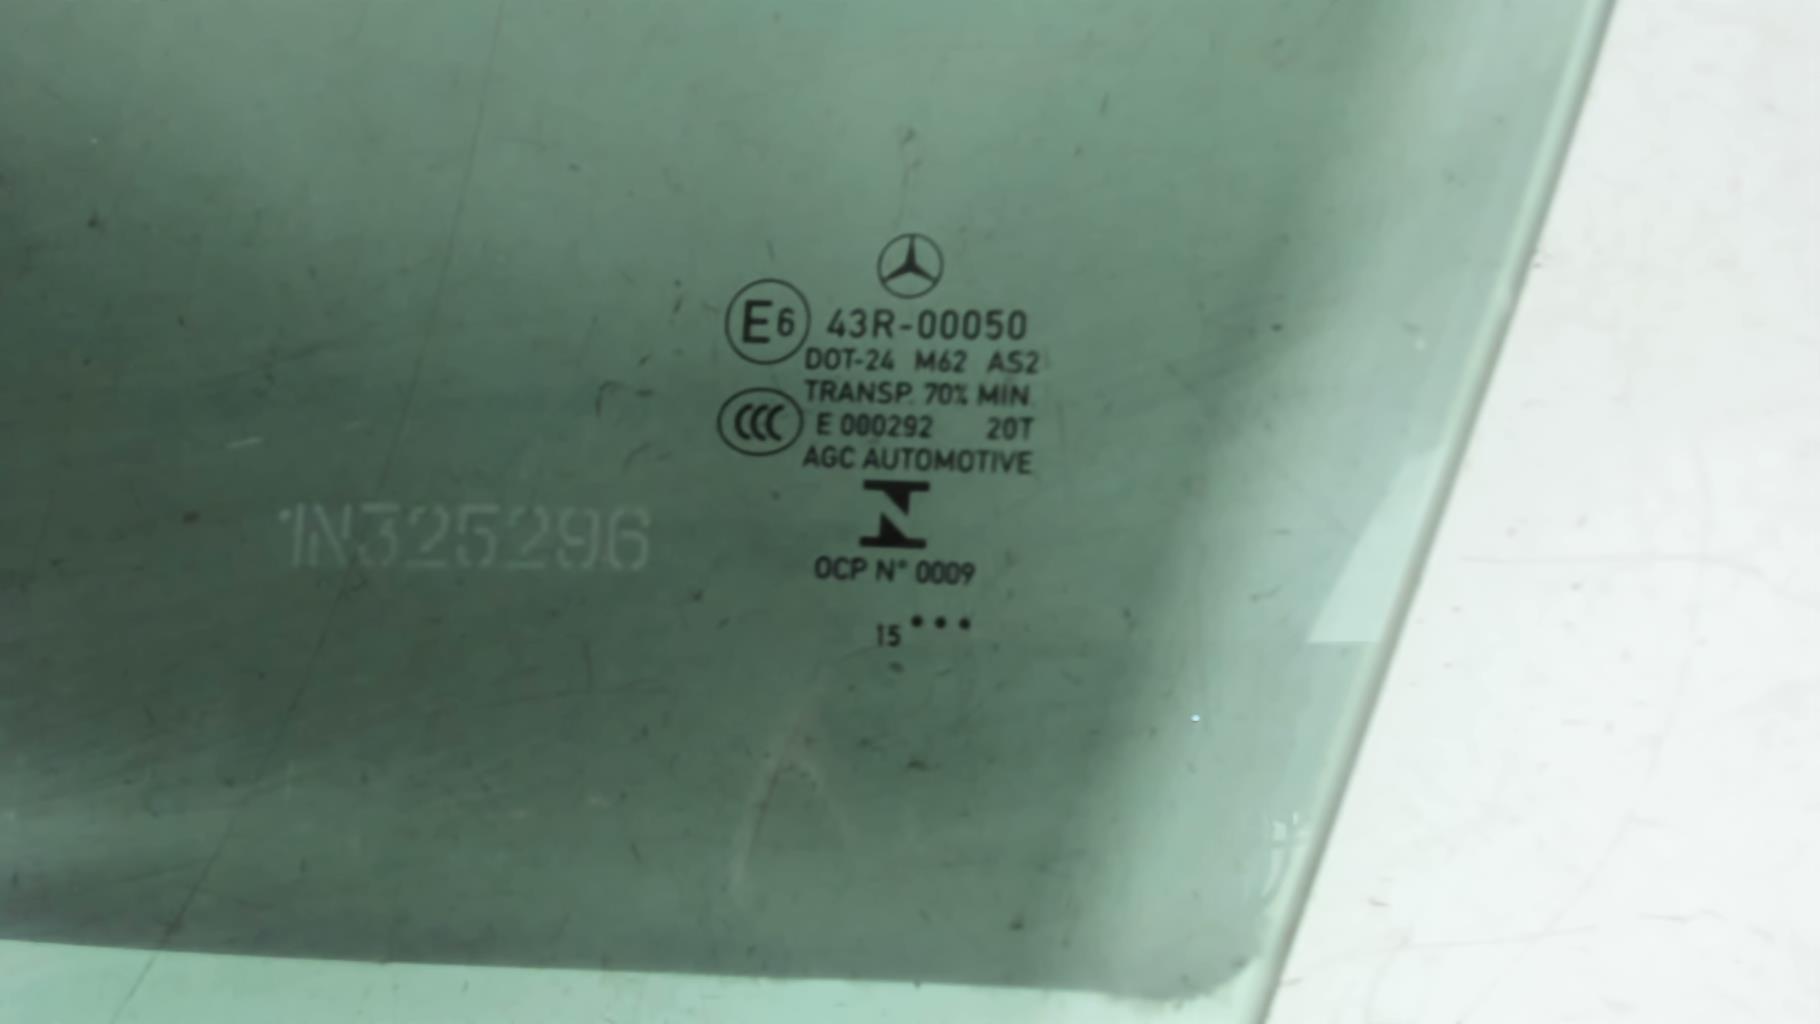 E6 43R-00050
DOT-24 M62 AS2
TRANSP. 70% MIN
CCC E 000292 20T
AGC AUTOMOTIVE
1N325296
OCP N° 0009
15 •••